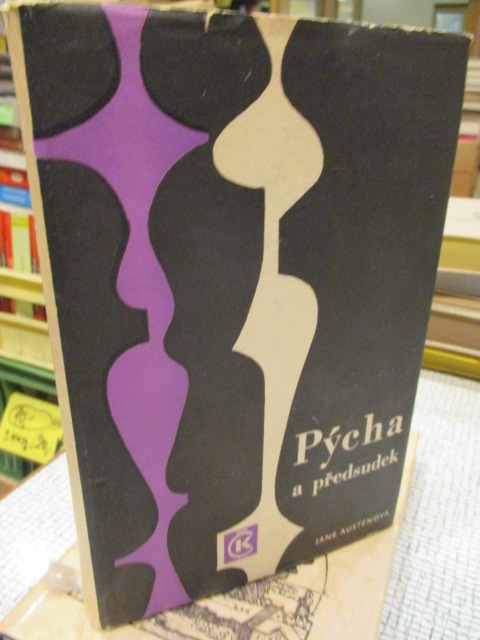 Pýcha
a předsudek
JANE AUSTENOVÁ
K